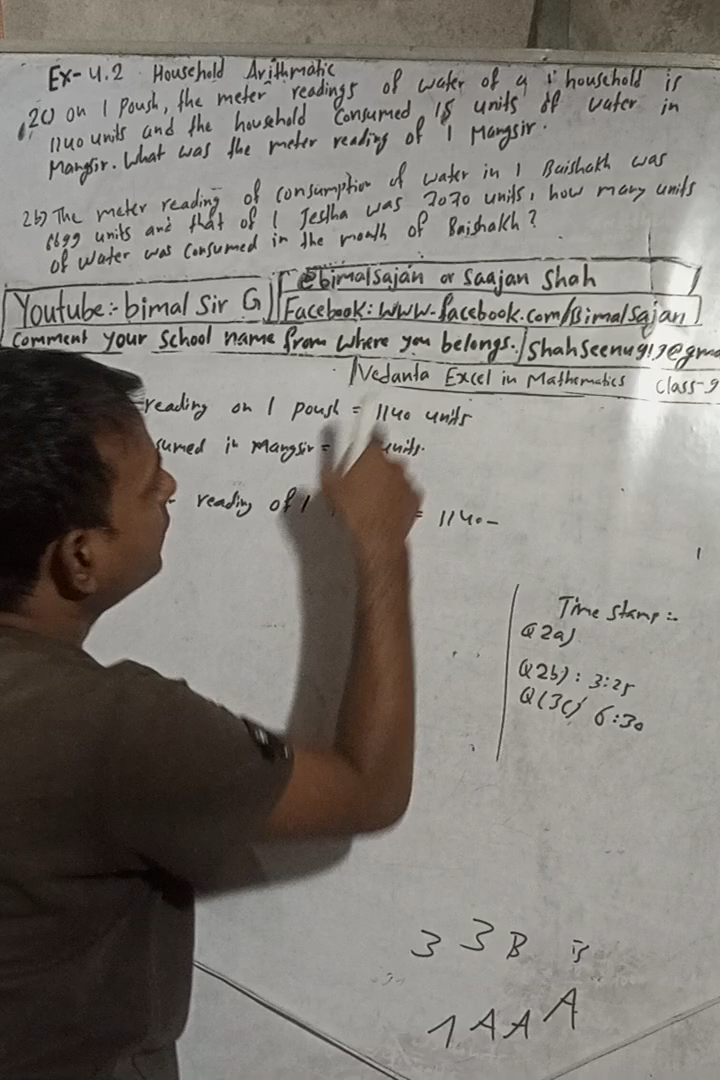 Ex-4.2 Household Arithmatic
2a) On 1 Poush, the meter readings of water of a household is
1140 units and the household consumed 15 units of water in
Mangsir. What was the meter reading of 1 Mangsir.
2b) The meter reading of consumption of water in 1 Baishakh was
6699 units and that of 1 Jestha was 7070 units, how many units
of water was consumed in the month of Baishakh?
@bimalsajan or Saajan Shah
Youtube:- bimal Sir G
Facebook: www.facebook.com/Bimalsajan
Comment your School name from where you belongs.
Vedanta Excel in Mathematics Class-9
reading on 1 Poush = 1140 units
sumed in Mangsir = units.
reading of 1 = 1140-
Time Stamp:-
Q2a)
Q2b) : 3:25
Q(3c) 6:30
3 3 B B
1 A A A